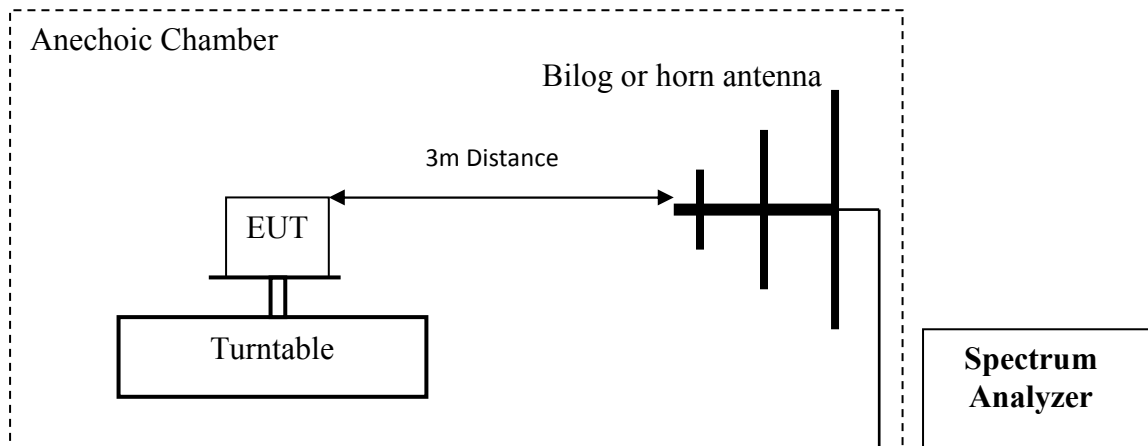 Anechoic Chamber
Bilog or horn antenna
3m Distance
EUT
Turntable
Spectrum
Analyzer